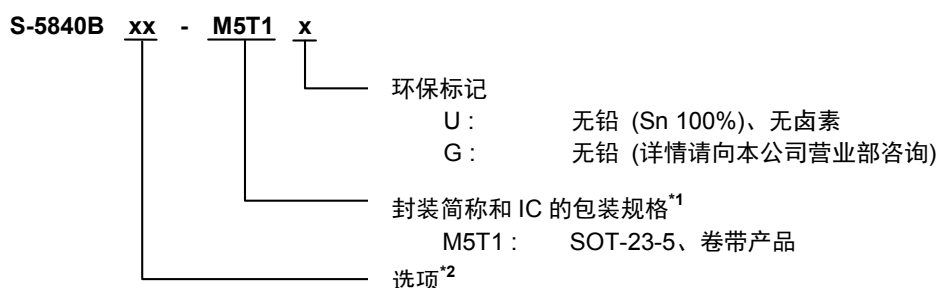 S-5840B xx - M5T1 x
环保标记
U : 无铅 (Sn 100%)、无卤素
G : 无铅 (详情请向本公司营业部咨询)
封装简称和 IC 的包装规格*1
M5T1 : SOT-23-5、卷带产品
选项*2